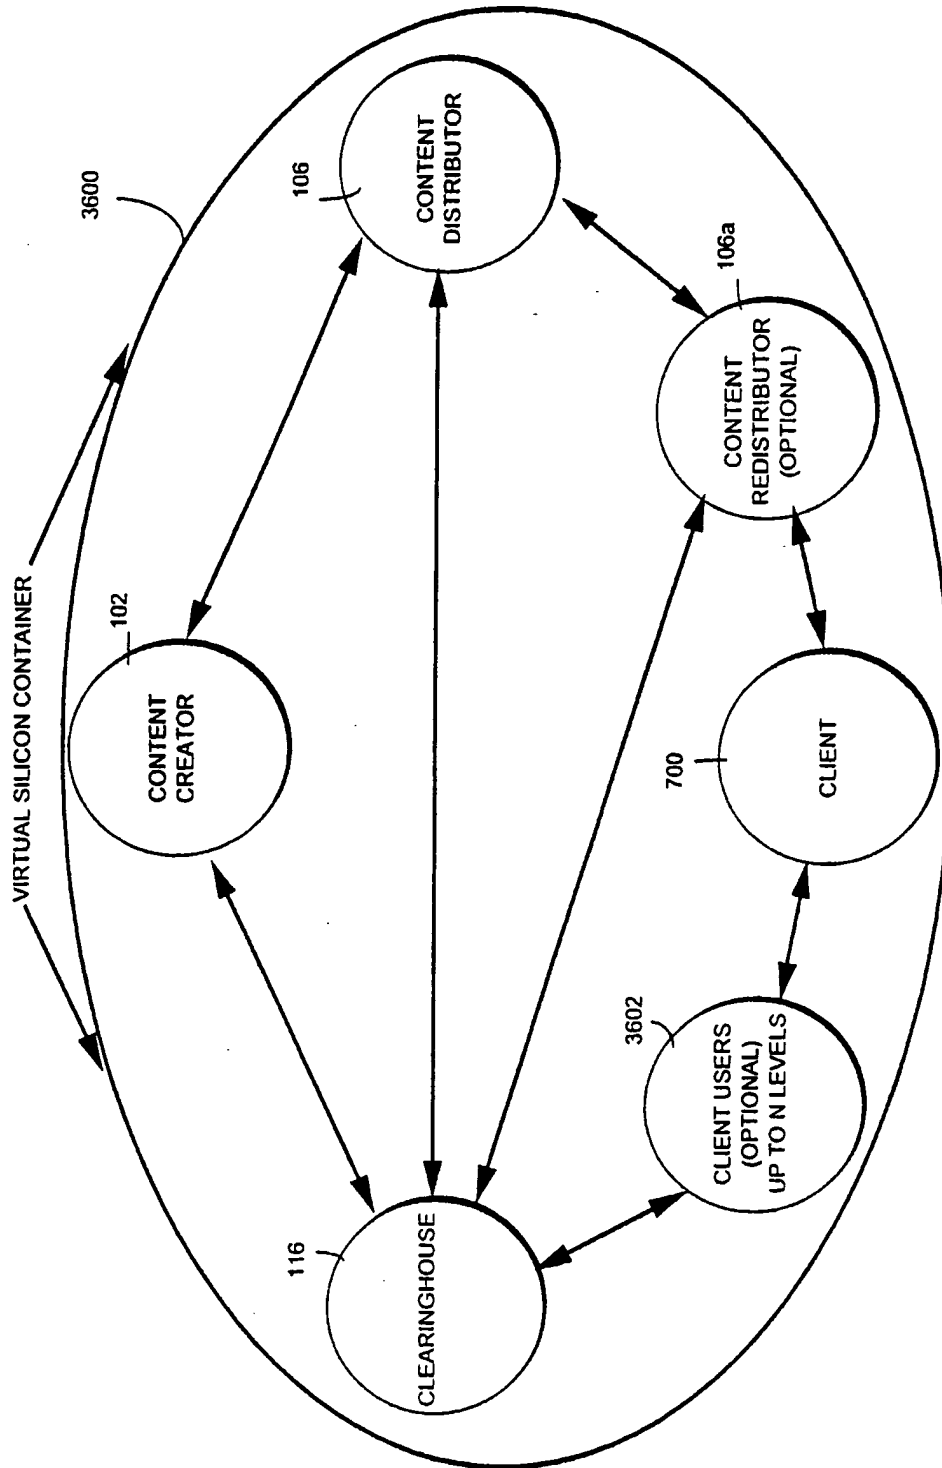 VIRTUAL SILICON CONTAINER
3600
102
CONTENT
CREATOR
106
CONTENT
DISTRIBUTOR
116
CLEARINGHOUSE
106a
CONTENT
REDISTRIBUTOR
(OPTIONAL)
3602
CLIENT USERS
(OPTIONAL)
UP TO N LEVELS
700
CLIENT